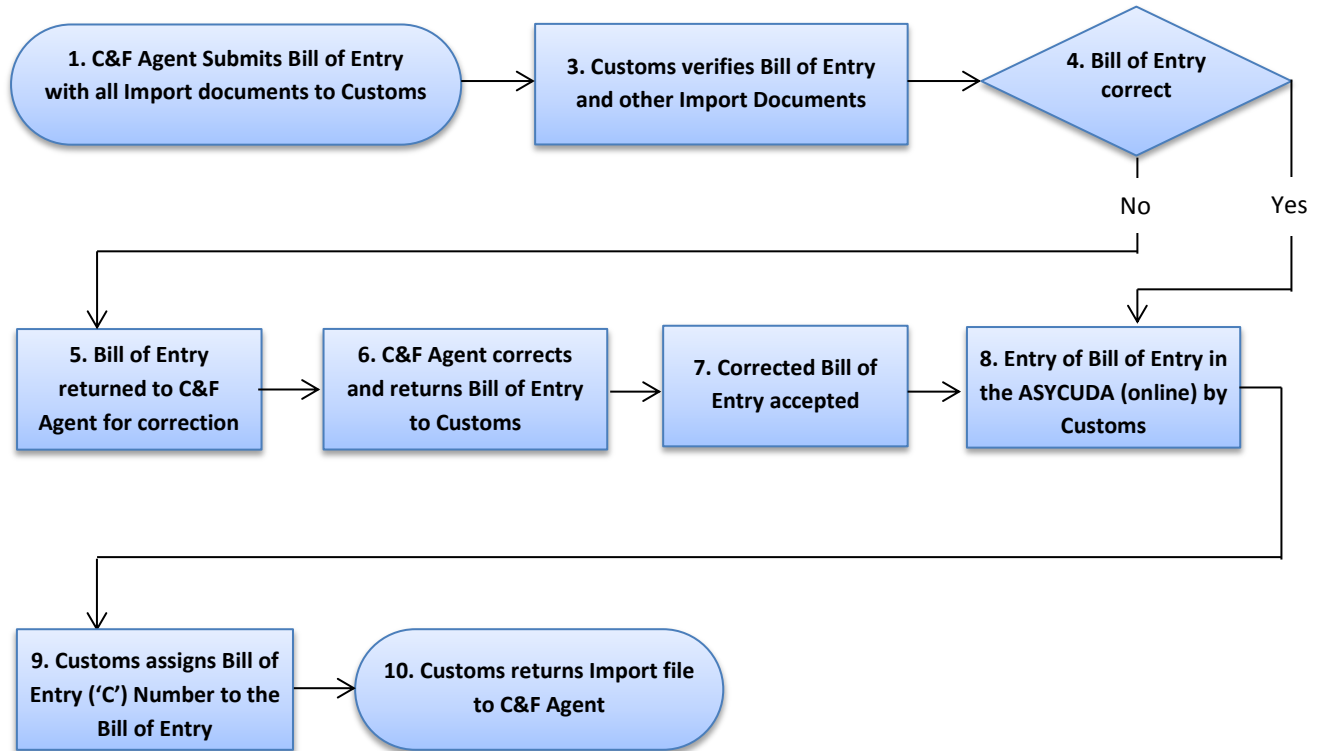 1. C&F Agent Submits Bill of Entry
with all Import documents to Customs
3. Customs verifies Bill of Entry
and other Import Documents
4. Bill of Entry
correct
No
Yes
5. Bill of Entry
returned to C&F
Agent for correction
6. C&F Agent corrects
and returns Bill of Entry
to Customs
7. Corrected Bill of
Entry accepted
8. Entry of Bill of Entry in
the ASYCUDA (online) by
Customs
9. Customs assigns Bill of
Entry (‘C’) Number to the
Bill of Entry
10. Customs returns Import file
to C&F Agent